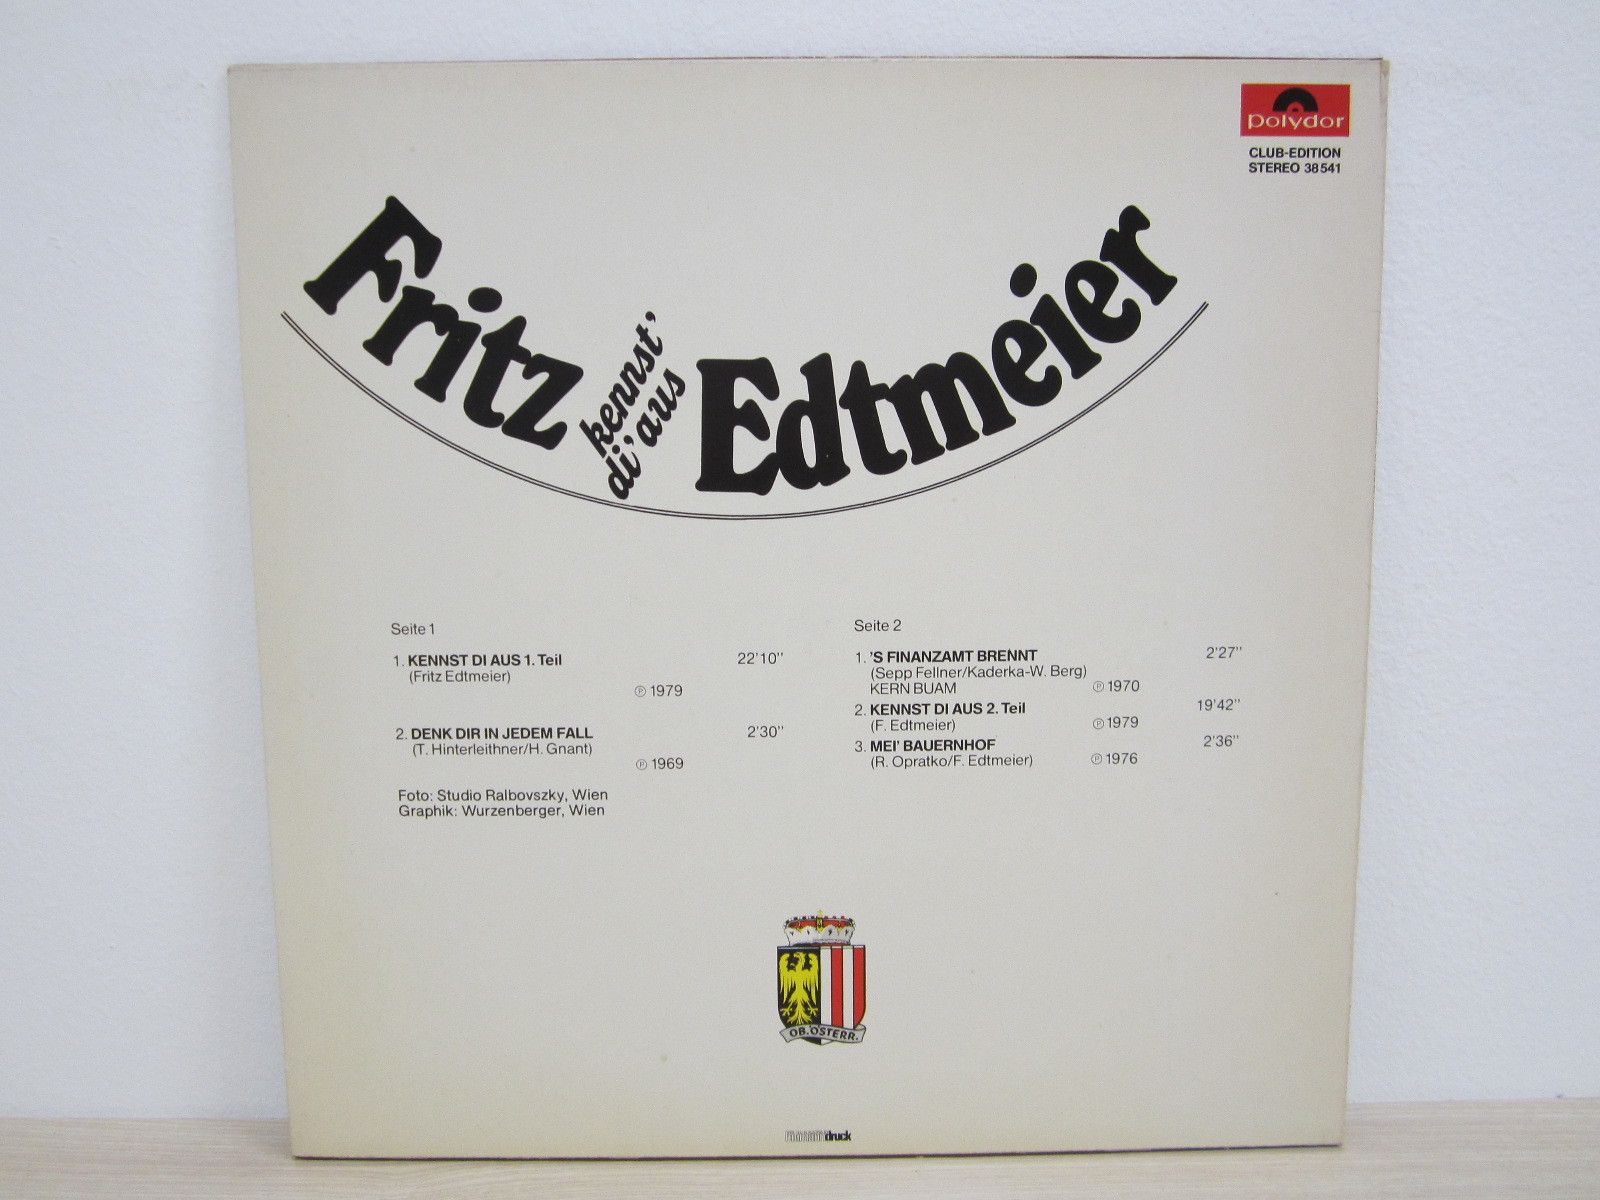 polydor
CLUB-EDITION
STEREO 38541
Fritz
kennst'
di' aus
Edtmeier
Seite 1
1. KENNST DI AUS 1. Teil 22'10''
(Fritz Edtmeier)
℗ 1979
2. DENK DIR IN JEDEM FALL 2'30''
(T. Hinterleithner/H. Gnant)
℗ 1969
Foto: Studio Ralbovszky, Wien
Graphik: Wurzenberger, Wien
Seite 2
1. 'S FINANZAMT BRENNT 2'27''
(Sepp Fellner/Kaderka-W. Berg)
KERN BUAM ℗ 1970
2. KENNST DI AUS 2. Teil 19'42''
(F. Edtmeier) ℗ 1979
3. MEI' BAUERNHOF 2'36''
(R. Opratko/F. Edtmeier) ℗ 1976
OB. ÖSTERR.
druck